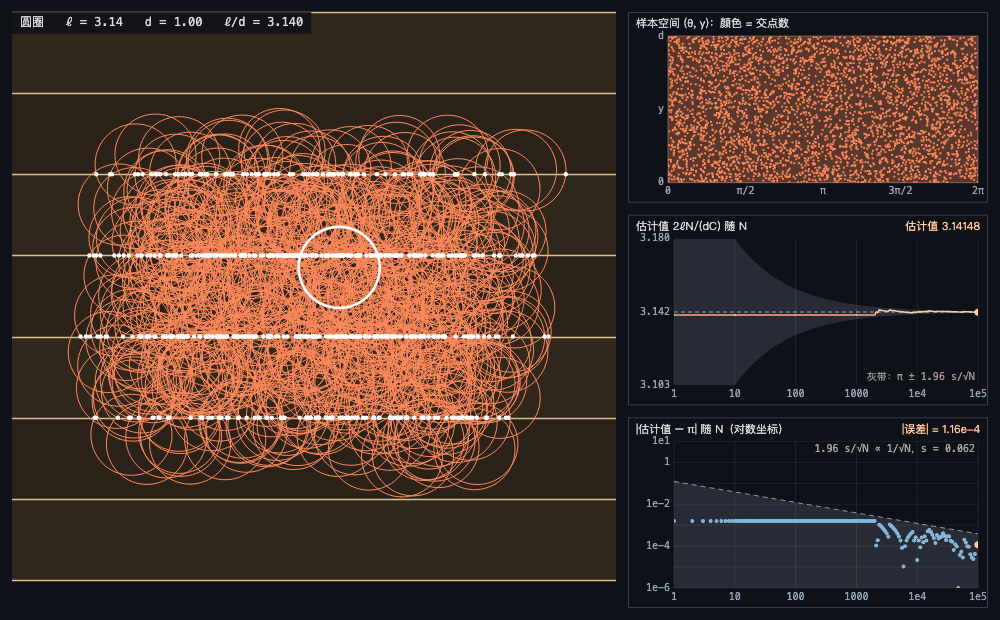 圆圈 ℓ = 3.14 d = 1.00 ℓ/d = 3.140
样本空间 (θ, y)：颜色 = 交点数
d
y
0
0 π/2 π 3π/2 2π
估计值 2ℓN/(dC) 随 N 估计值 3.14148
3.180
3.142
3.103
灰带：π ± 1.96 s/√N
1 10 100 1000 1e4 1e5
|估计值 − π| 随 N（对数坐标） |误差| = 1.16e−4
1e1
1.96 s/√N ∝ 1/√N, s = 0.062
1
1e−2
1e−4
1e−6
1 10 100 1000 1e4 1e5